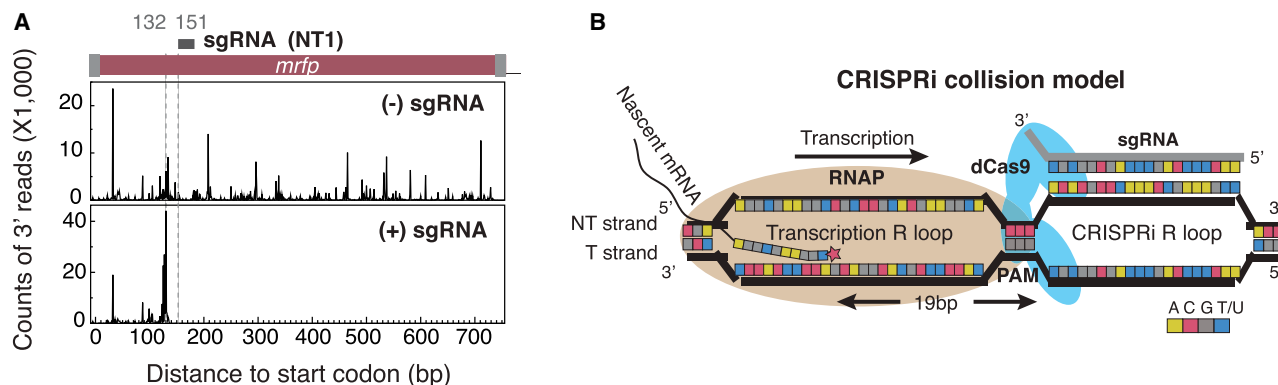 A
132 151
sgRNA (NT1)
mrfp
Counts of 3' reads (X1,000)
(-) sgRNA
20
10
0
(+) sgRNA
40
20
0
0 100 200 300 400 500 600 700
Distance to start codon (bp)
B
CRISPRi collision model
Nascent mRNA
Transcription
RNAP
dCas9
3'
sgRNA
5'
5'
NT strand
T strand
3'
Transcription R loop
CRISPRi R loop
3
5
PAM
19bp
A C G T/U